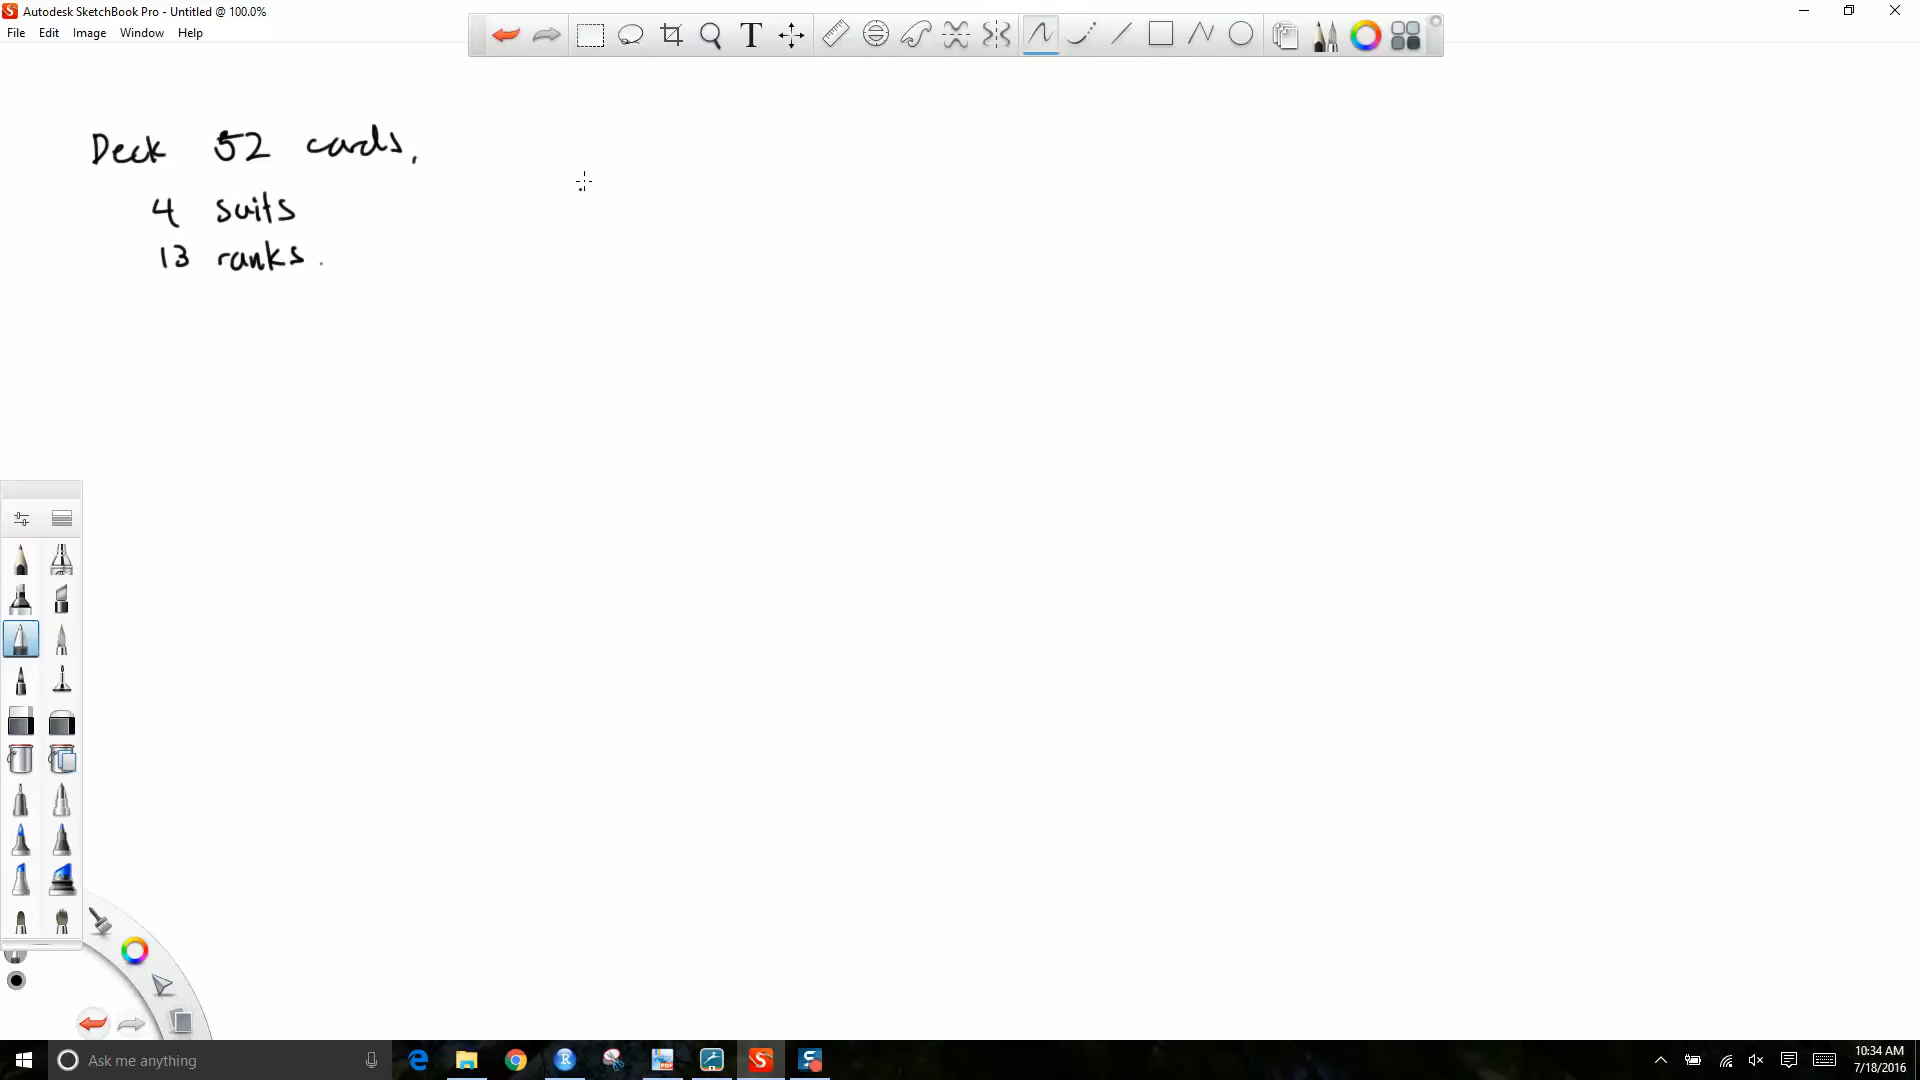 Autodesk SketchBook Pro - Untitled @ 100.0%
File Edit Image Window Help
T
Deck 52 cards,
4 suits
13 ranks.
Ask me anything
10:34 AM
7/18/2016